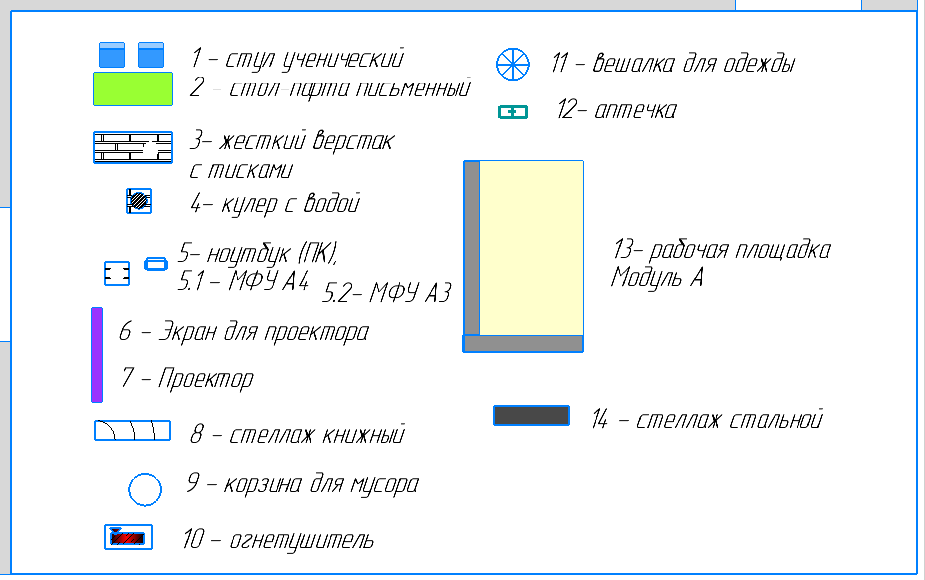 1 – стул ученический
2 – стол-парта письменный
3– жесткий верстак
с тисками
4– кулер с водой
5– ноутбук (ПК),
5.1 – МФУ А4
5.2– МФУ А3
6 – Экран для проектора
7 – Проектор
8 – стеллаж книжный
9 – корзина для мусора
10 – огнетушитель
11 – вешалка для одежды
12– аптечка
13– рабочая площадка
Модуль А
14 – стеллаж стальной